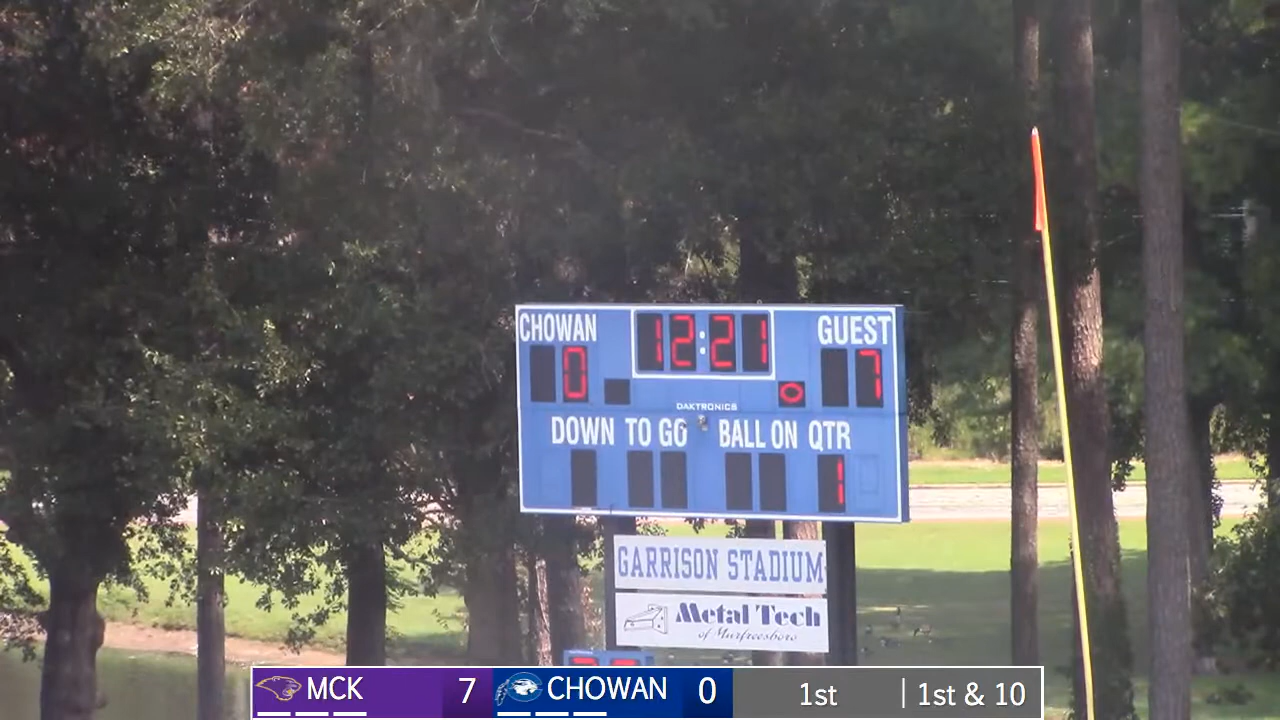 CHOWAN 12:21 GUEST
0 0 7
DAKTRONICS
DOWN TO GO BALL ON QTR
1
GARRISON STADIUM
Metal Tech
of Murfreesboro
MCK 7 CHOWAN 0 1st | 1st & 10